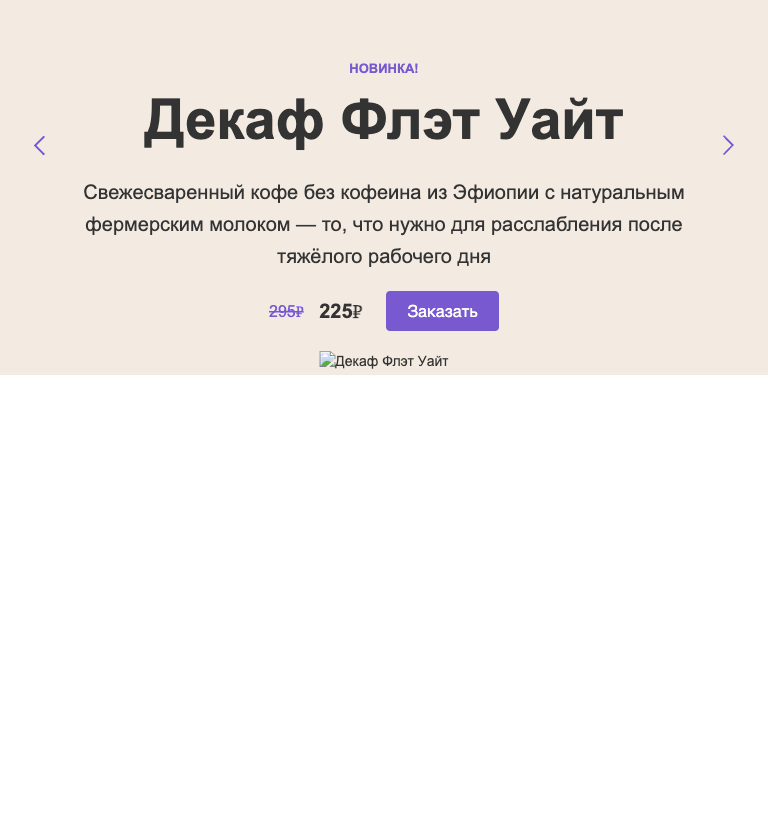 НОВИНКА!
Декаф Флэт Уайт
Свежесваренный кофе без кофеина из Эфиопии с натуральным
фермерским молоком — то, что нужно для расслабления после
тяжёлого рабочего дня
295₽ 225₽ Заказать
Декаф Флэт Уайт